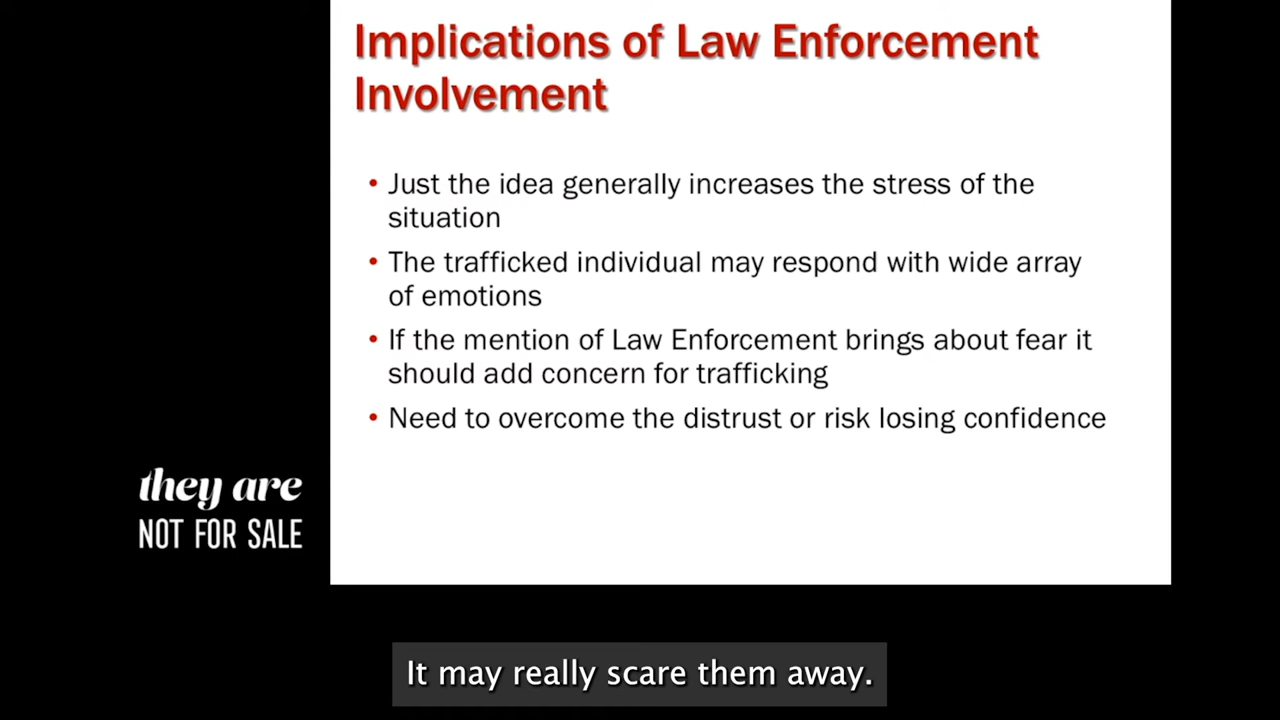 Implications of Law Enforcement
Involvement
• Just the idea generally increases the stress of the
situation
• The trafficked individual may respond with wide array
of emotions
• If the mention of Law Enforcement brings about fear it
should add concern for trafficking
• Need to overcome the distrust or risk losing confidence
they are
NOT FOR SALE
It may really scare them away.